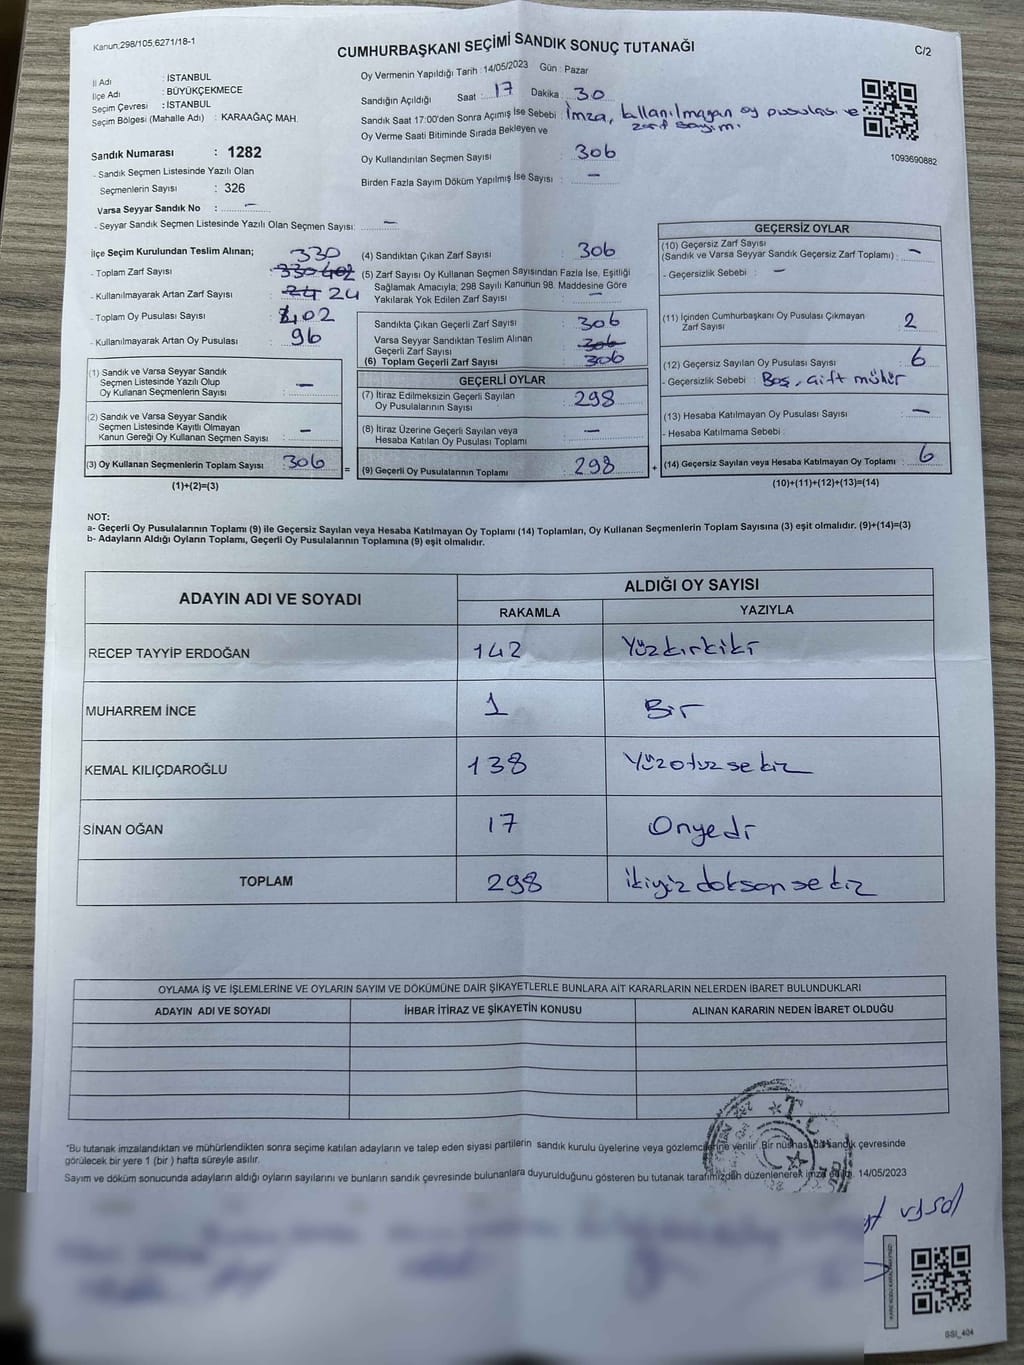 Kanun;298/105,6271/18-1
CUMHURBAŞKANI SEÇİMİ SANDIK SONUÇ TUTANAĞI
C/2
İl Adı : İSTANBUL
İlçe Adı : BÜYÜKÇEKMECE
Seçim Çevresi : İSTANBUL
Seçim Bölgesi (Mahalle Adı) : KARAAĞAÇ MAH.
Sandık Numarası : 1282
- Sandık Seçmen Listesinde Yazılı Olan
Seçmenlerin Sayısı : 326
Varsa Seyyar Sandık No : –
- Seyyar Sandık Seçmen Listesinde Yazılı Olan Seçmen Sayısı: –
Oy Vermenin Yapıldığı Tarih : 14/05/2023 Gün : Pazar
Sandığın Açıldığı Saat : 17 Dakika : 30
Sandık Saat 17:00'den Sonra Açımış İse Sebebi : İmza, kullanılmayan oy pusulası ve
zarf sayım.
Oy Verme Saati Bitiminde Sırada Bekleyen ve
Oy Kullandırılan Seçmen Sayısı : 306
Birden Fazla Sayım Döküm Yapılmış İse Sayısı : –
1093690882
İlçe Seçim Kurulundan Teslim Alınan; 330
- Toplam Zarf Sayısı : 330 402
- Kullanılmayarak Artan Zarf Sayısı : 24 24
- Toplam Oy Pusulası Sayısı : 402
- Kullanılmayarak Artan Oy Pusulası : 96
(1) Sandık ve Varsa Seyyar Sandık
Seçmen Listesinde Yazılı Olup
Oy Kullanan Seçmenlerin Sayısı : –
(2) Sandık ve Varsa Seyyar Sandık
Seçmen Listesinde Kayıtlı Olmayan
Kanun Gereği Oy Kullanan Seçmen Sayısı : –
(3) Oy Kullanan Seçmenlerin Toplam Sayısı : 306 =
(1)+(2)=(3)
(4) Sandıktan Çıkan Zarf Sayısı : 306
(5) Zarf Sayısı Oy Kullanan Seçmen Sayısından Fazla İse, Eşitliği
Sağlamak Amacıyla; 298 Sayılı Kanunun 98. Maddesine Göre
Yakılarak Yok Edilen Zarf Sayısı : –
Sandıkta Çıkan Geçerli Zarf Sayısı : 306
Varsa Seyyar Sandıktan Teslim Alınan
Geçerli Zarf Sayısı : 306
(6) Toplam Geçerli Zarf Sayısı : 306
GEÇERLİ OYLAR
(7) İtiraz Edilmeksizin Geçerli Sayılan
Oy Pusulalarının Sayısı : 298
(8) İtiraz Üzerine Geçerli Sayılan veya
Hesaba Katılan Oy Pusulası Toplamı : –
(9) Geçerli Oy Pusulalarının Toplamı : 298 +
GEÇERSİZ OYLAR
(10) Geçersiz Zarf Sayısı
(Sandık ve Varsa Seyyar Sandık Geçersiz Zarf Toplamı) : –
- Geçersizlik Sebebi : –
(11) İçinden Cumhurbaşkanı Oy Pusulası Çıkmayan
Zarf Sayısı : 2
(12) Geçersiz Sayılan Oy Pusulası Sayısı : 6
- Geçersizlik Sebebi : Boş, çift mühür
(13) Hesaba Katılmayan Oy Pusulası Sayısı : –
- Hesaba Katılmama Sebebi :
(14) Geçersiz Sayılan veya Hesaba Katılmayan Oy Toplamı : 6
(10)+(11)+(12)+(13)=(14)
NOT:
a- Geçerli Oy Pusulalarının Toplamı (9) ile Geçersiz Sayılan veya Hesaba Katılmayan Oy Toplamı (14) Toplamları, Oy Kullanan Seçmenlerin Toplam Sayısına (3) eşit olmalıdır. (9)+(14)=(3)
b- Adayların Aldığı Oyların Toplamı, Geçerli Oy Pusulalarının Toplamına (9) eşit olmalıdır.
ADAYIN ADI VE SOYADI
ALDIĞI OY SAYISI
RAKAMLA YAZIYLA
RECEP TAYYİP ERDOĞAN 142 Yüzkırkiki
MUHARREM İNCE 1 Bir
KEMAL KILIÇDAROĞLU 138 Yüzotuzsekiz
SİNAN OĞAN 17 Onyedi
TOPLAM 298 ikiyüzdoksansekiz
OYLAMA İŞ VE İŞLEMLERİNE VE OYLARIN SAYIM VE DÖKÜMÜNE DAİR ŞİKAYETLERLE BUNLARA AİT KARARLARIN NELERDEN İBARET BULUNDUKLARI
ADAYIN ADI VE SOYADI İHBAR İTİRAZ VE ŞİKAYETİN KONUSU ALINAN KARARIN NEDEN İBARET OLDUĞU
T.C.
*Bu tutanak imzalandıktan ve mühürlendikten sonra seçime katılan adayların ve talep eden siyasi partilerin sandık kurulu üyelerine veya gözlemcilerine verilir. Bir nüshası da sandık çevresinde
görülecek bir yere 1 (bir ) hafta süreyle asılır.
Sayım ve döküm sonucunda adayların aldığı oyların sayılarını ve bunların sandık çevresinde bulunanlara duyurulduğunu gösteren bu tutanak tarafımızdan düzenlenerek imza edildi. 14/05/2023
SSI_404